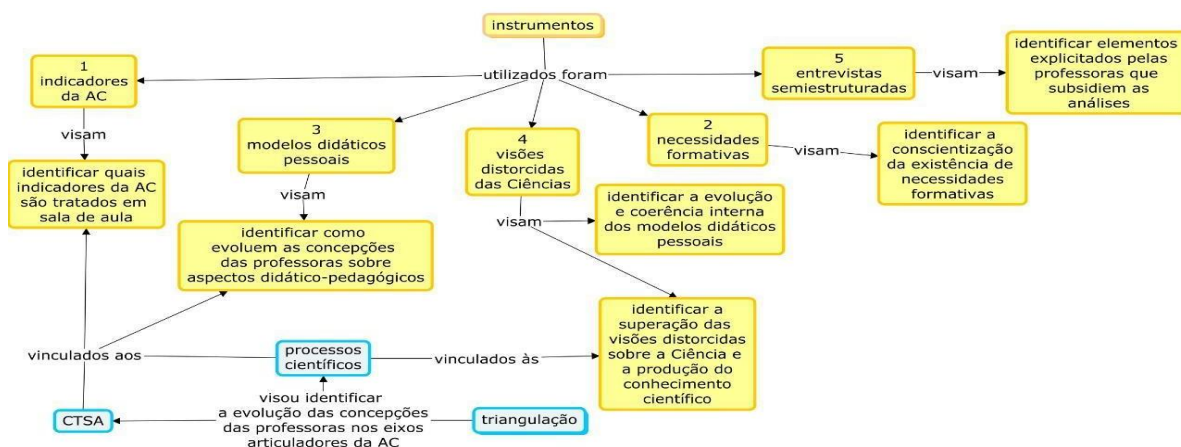 instrumentos
utilizados foram
1
indicadores
da AC
visam
identificar quais
indicadores da AC
são tratados em
sala de aula
3
modelos didáticos
pessoais
visam
identificar como
evoluem as concepções
das professoras sobre
aspectos didático-pedagógicos
4
visões
distorcidas
das Ciências
visam
identificar a evolução
e coerência interna
dos modelos didáticos
pessoais
identificar a
superação das
visões distorcidas
sobre a Ciência e
a produção do
conhecimento
científico
2
necessidades
formativas
visam
identificar a
conscientização
da existência de
necessidades
formativas
5
entrevistas
semiestruturadas
visam
identificar elementos
explicitados pelas
professoras que
subsidiem as
análises
vinculados aos
processos
científicos
vinculados às
CTSA
visou identificar
a evolução das concepções
das professoras nos eixos
articuladores da AC
triangulação